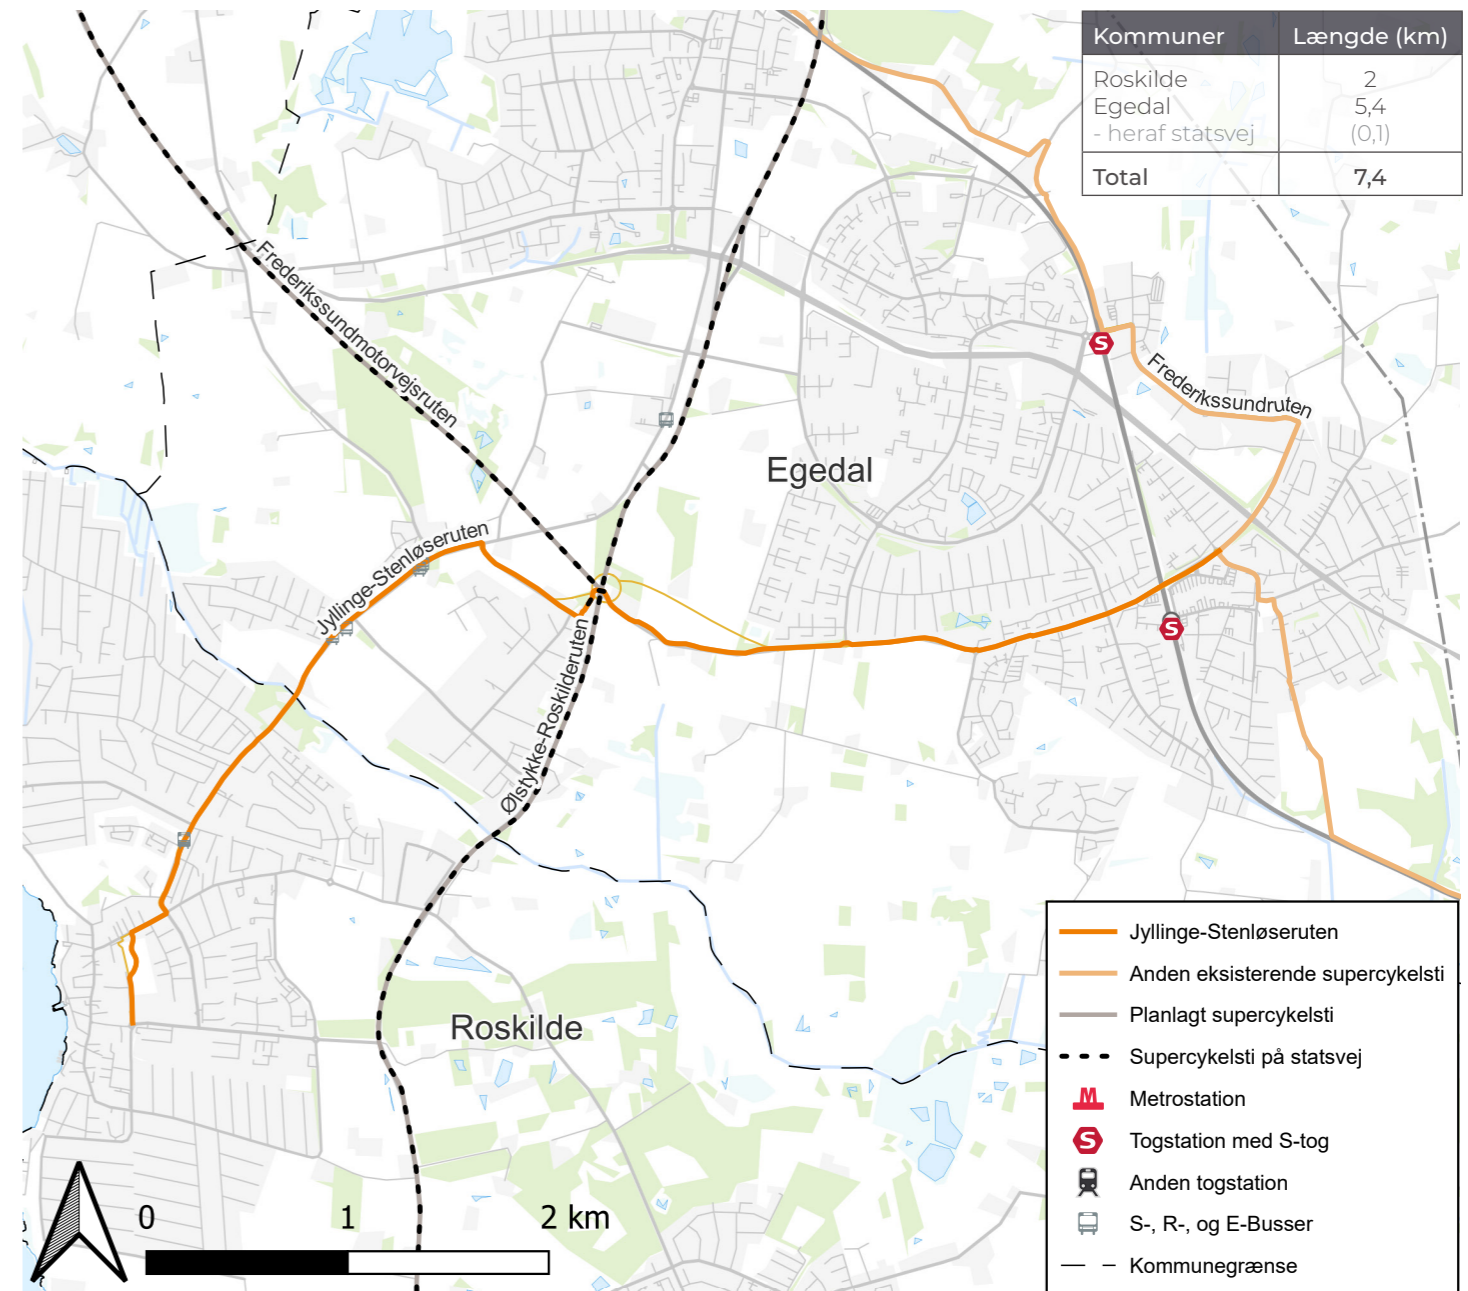 Kommuner Længde (km)
Roskilde 2
Egedal 5,4
- heraf statsvej (0,1)
Total 7,4
Frederikssundmotorvejsruten
Frederikssundruten
Egedal
Jyllinge-Stenløseruten
Ølstykke-Roskilderuten
Roskilde
Jyllinge-Stenløseruten
Anden eksisterende supercykelsti
Planlagt supercykelsti
Supercykelsti på statsvej
M Metrostation
S Togstation med S-tog
Anden togstation
S-, R-, og E-Busser
Kommunegrænse
0 1 2 km
S
S